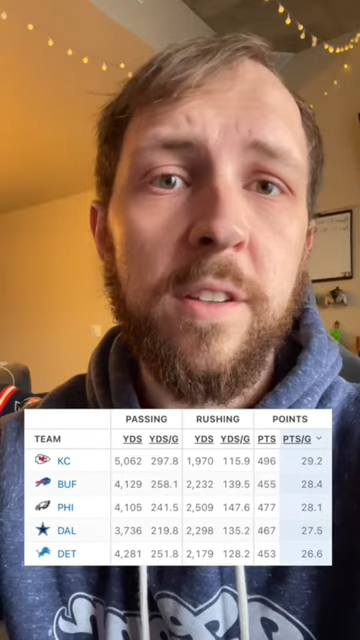 PASSING RUSHING POINTS
TEAM YDS YDS/G YDS YDS/G PTS PTS/G
KC 5,062 297.8 1,970 115.9 496 29.2
BUF 4,129 258.1 2,232 139.5 455 28.4
PHI 4,105 241.5 2,509 147.6 477 28.1
DAL 3,736 219.8 2,298 135.2 467 27.5
DET 4,281 251.8 2,179 128.2 453 26.6